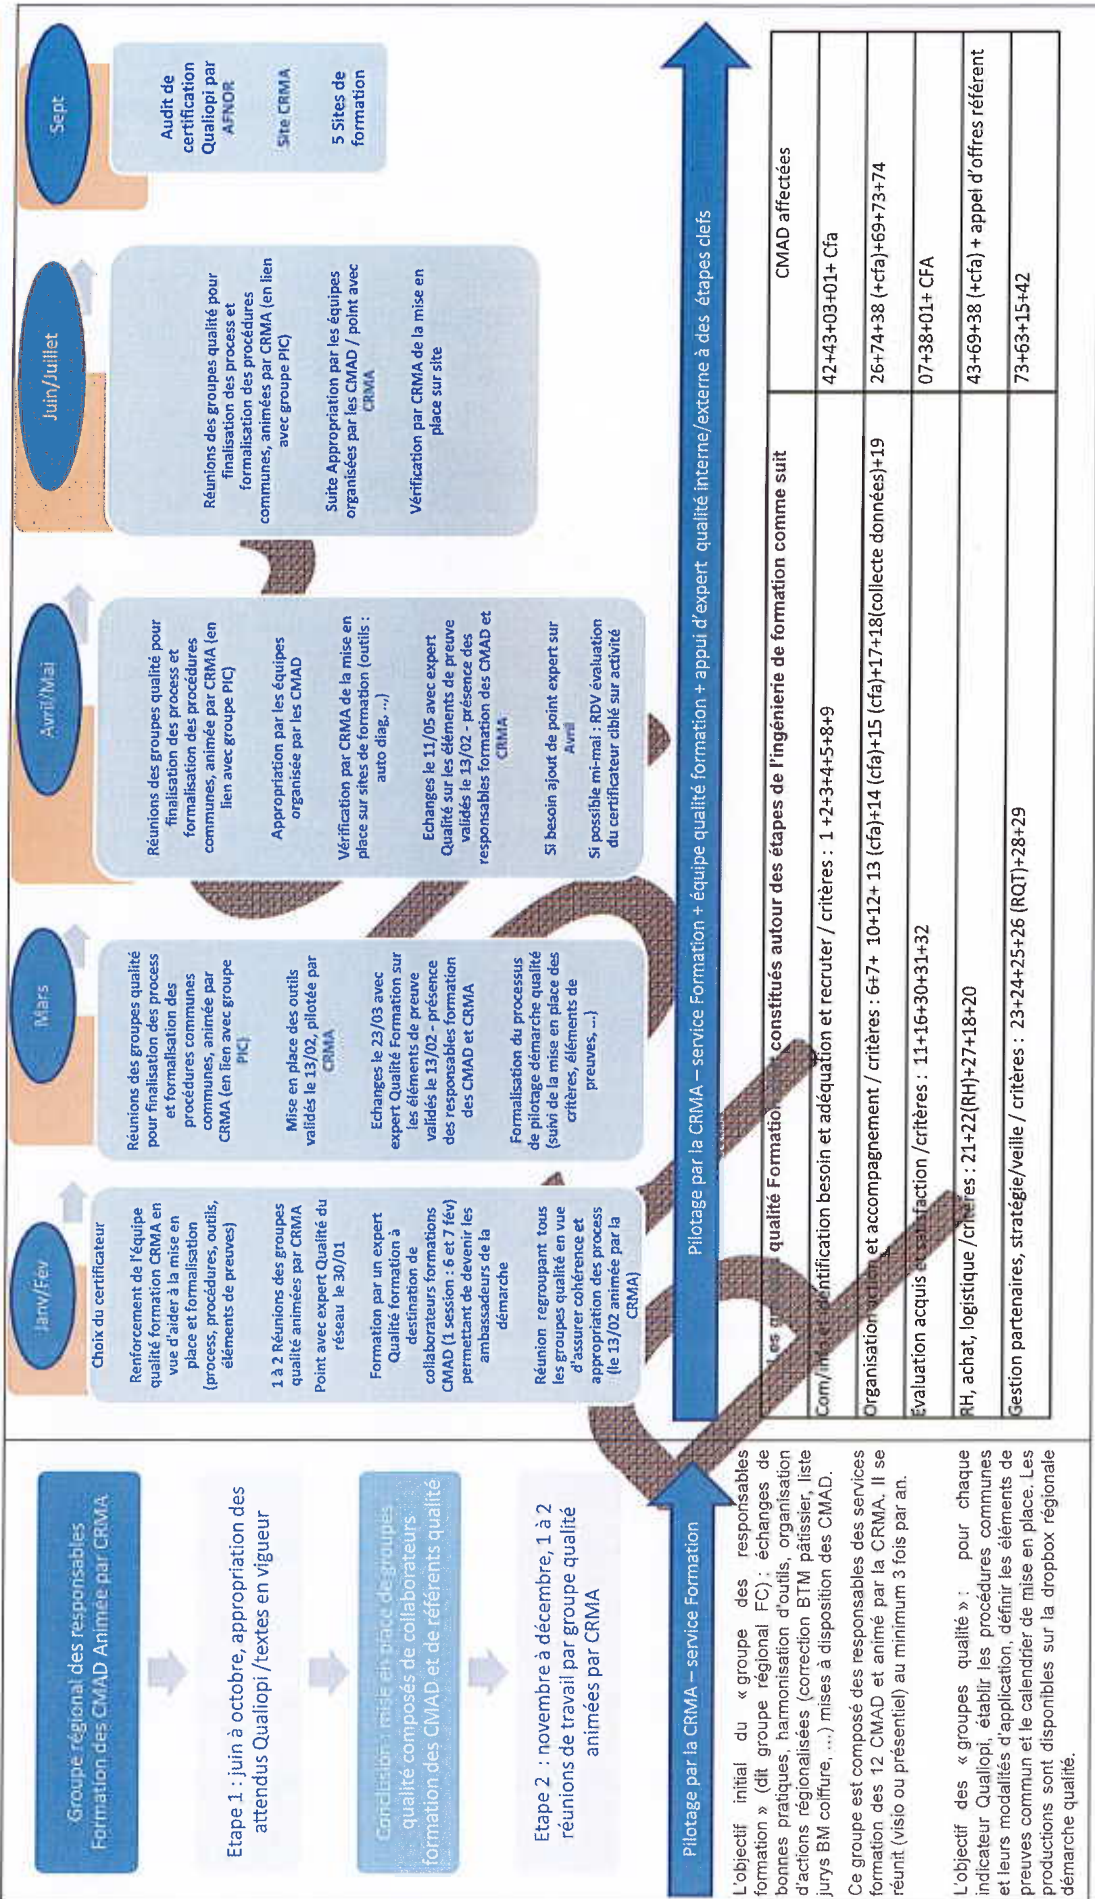 Groupe régional des responsables
Formation des CMAD Animée par CRMA
Etape 1 : juin à octobre, appropriation des
attendus Qualiopi /textes en vigueur
Condition : mise en place de groupes
qualité composés de collaborateurs
formation des CMAD et de référents qualité
Etape 2 : novembre à décembre, 1 à 2
réunions de travail par groupe qualité
animées par CRMA
Pilotage par la CRMA – service Formation
L'objectif initial du « groupe des responsables
formation » (dit groupe régional FC) : échanges de
bonnes pratiques, harmonisation d'outils, organisation
d'actions régionalisées (correction BTM pâtissier, liste
jurys BM coiffure, ...) mises à disposition des CMAD.
Ce groupe est composé des responsables des services
formation des 12 CMAD et animé par la CRMA. Il se
réunit (visio ou présentiel) au minimum 3 fois par an.
L'objectif des « groupes qualité » : pour chaque
indicateur Qualiopi, établir les procédures communes
et leurs modalités d'application, définir les éléments de
preuves commun et le calendrier de mise en place. Les
productions sont disponibles sur la dropbox régionale
démarche qualité.
Janv/Fév
Choix du certificateur
Renforcement de l'équipe
qualité formation CRMA en
vue d'aider à la mise en
place et formalisation
(process, procédures, outils,
éléments de preuves)
1 à 2 Réunions des groupes
qualité animées par CRMA
Point avec expert Qualité du
réseau le 30/01
Formation par un expert
Qualité formation à
destination de
collaborateurs formations
CMAD (1 session : 6 et 7 fév)
permettant de devenir les
ambassadeurs de la
démarche
Réunion regroupant tous
les groupes qualité en vue
d'assurer cohérence et
appropriation des process
(le 13/02 animée par la
CRMA)
Mars
Réunions des groupes qualité
pour finalisation des process
et formalisation des
procédures communes
communes, animée par
CRMA (en lien avec groupe
PIC)
Mise en place des outils
validés le 13/02, pilotée par
CRMA
Echanges le 23/03 avec
expert Qualité Formation sur
les éléments de preuve
validés le 13/02 - présence
des responsables formation
des CMAD et CRMA
Formalisation du processus
de pilotage démarche qualité
(suivi de la mise en place des
critères, éléments de
preuves, ...)
Avril/Mai
Réunions des groupes qualité pour
finalisation des process et
formalisation des procédures
communes, animée par CRMA (en
lien avec groupe PIC)
Appropriation par les équipes
organisée par les CMAD
Vérification par CRMA de la mise en
place sur sites de formation (outils :
auto diag, ..)
Echanges le 11/05 avec expert
Qualité sur les éléments de preuve
validés le 13/02 - présence des
responsables formation des CMAD et
CRMA
Si besoin ajout de point expert sur
Avril
Si possible mi-mai : RDV évaluation
du certificateur ciblé sur activité
Juin/Juillet
Réunions des groupes qualité pour
finalisation des process et
formalisation des procédures
communes, animées par CRMA (en lien
avec groupe PIC)
Suite Appropriation par les équipes
organisées par les CMAD / point avec
CRMA
Vérification par CRMA de la mise en
place sur site
Sept
Audit de
certification
Qualiopi par
AFNOR
Site CRMA
5 Sites de
formation
Pilotage par la CRMA – service Formation + équipe qualité formation + appui d'expert qualité interne/externe à des étapes clefs
Les qualité Formation constitués autour des étapes de l'ingénierie de formation comme suit
CMAD affectées
identification besoin et adéquation et recruter / critères : 1 +2+3+4+5+8+9
42+43+03+01+ Cfa
Organisation et accompagnement / critères : 6+7+ 10+12+ 13 (cfa)+14 (cfa)+15 (cfa)+17+18(collecte données)+19
26+74+38 (+cfa)+69+73+74
Evaluation acquis et satisfaction /critères : 11+16+30+31+32
07+38+01+ CFA
RH, achat, logistique /critères : 21+22(RH)+27+18+20
43+69+38 (+cfa) + appel d'offres référent
Gestion partenaires, stratégie/veille / critères : 23+24+25+26 (RQT)+28+29
73+63+15+42